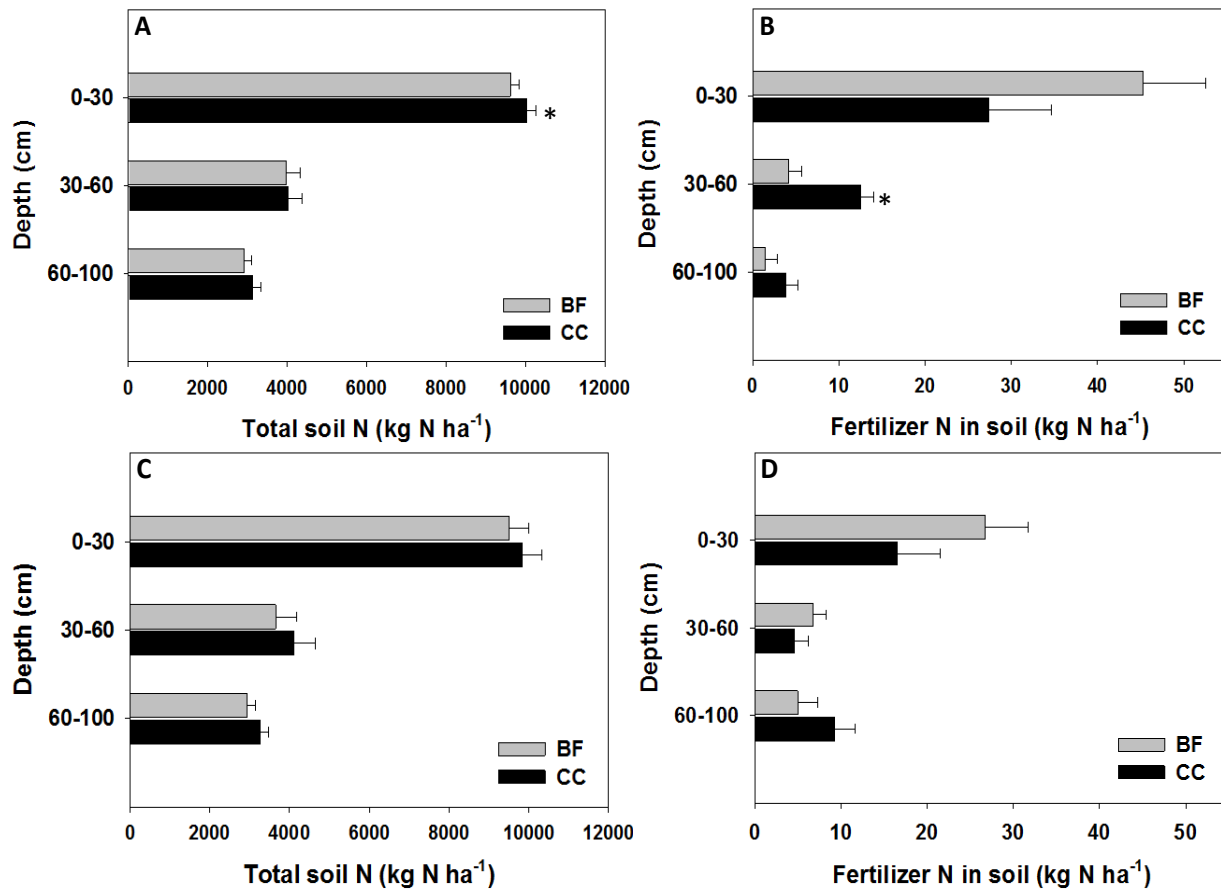 A
Depth (cm)
0-30
*
30-60
60-100
BF
CC
0 2000 4000 6000 8000 10000 12000
Total soil N (kg N ha⁻¹)
B
Depth (cm)
0-30
30-60
*
60-100
BF
CC
0 10 20 30 40 50
Fertilizer N in soil (kg N ha⁻¹)
C
Depth (cm)
0-30
30-60
60-100
BF
CC
0 2000 4000 6000 8000 10000 12000
Total soil N (kg N ha⁻¹)
D
Depth (cm)
0-30
30-60
60-100
BF
CC
0 10 20 30 40 50
Fertilizer N in soil (kg N ha⁻¹)